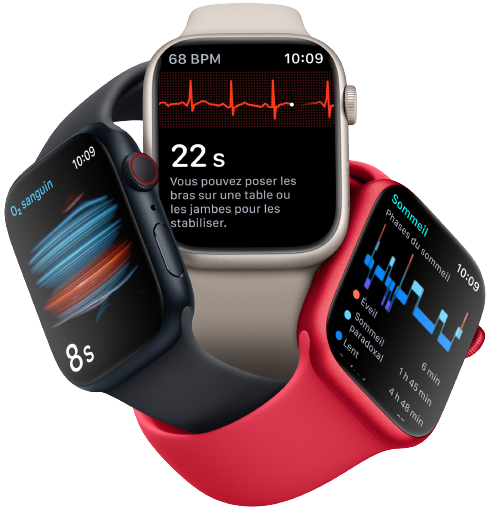 68 BPM 10:09
22 s
Vous pouvez poser les
bras sur une table ou
les jambes pour les
stabiliser.
10:09
O₂ sanguin
8s
Sommeil
Phases du sommeil
10:09
Éveil
6 min
Sommeil
paradoxal
1 h 45 min
Lent
4 h 48 min